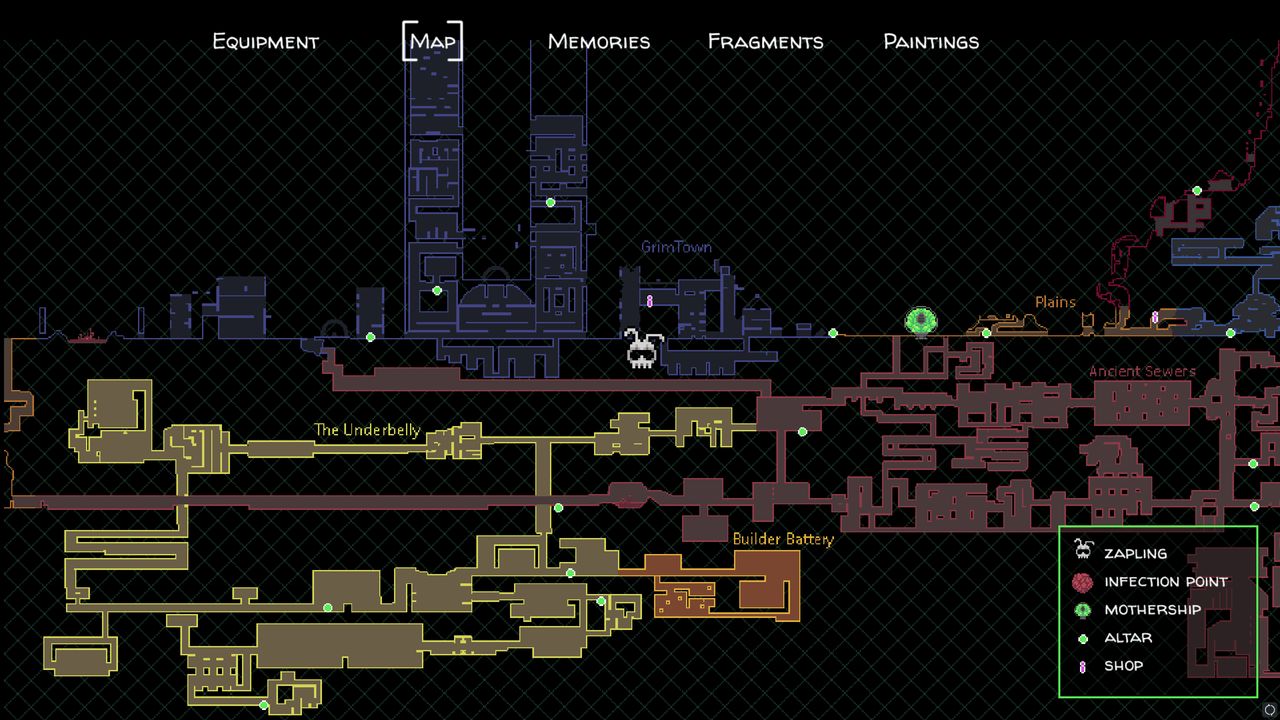 Equipment
Map
Memories
Fragments
Paintings
GrimTown
Plains
Ancient Sewers
The Underbelly
Builder Battery
Zapling
Infection Point
Mothership
Altar
Shop